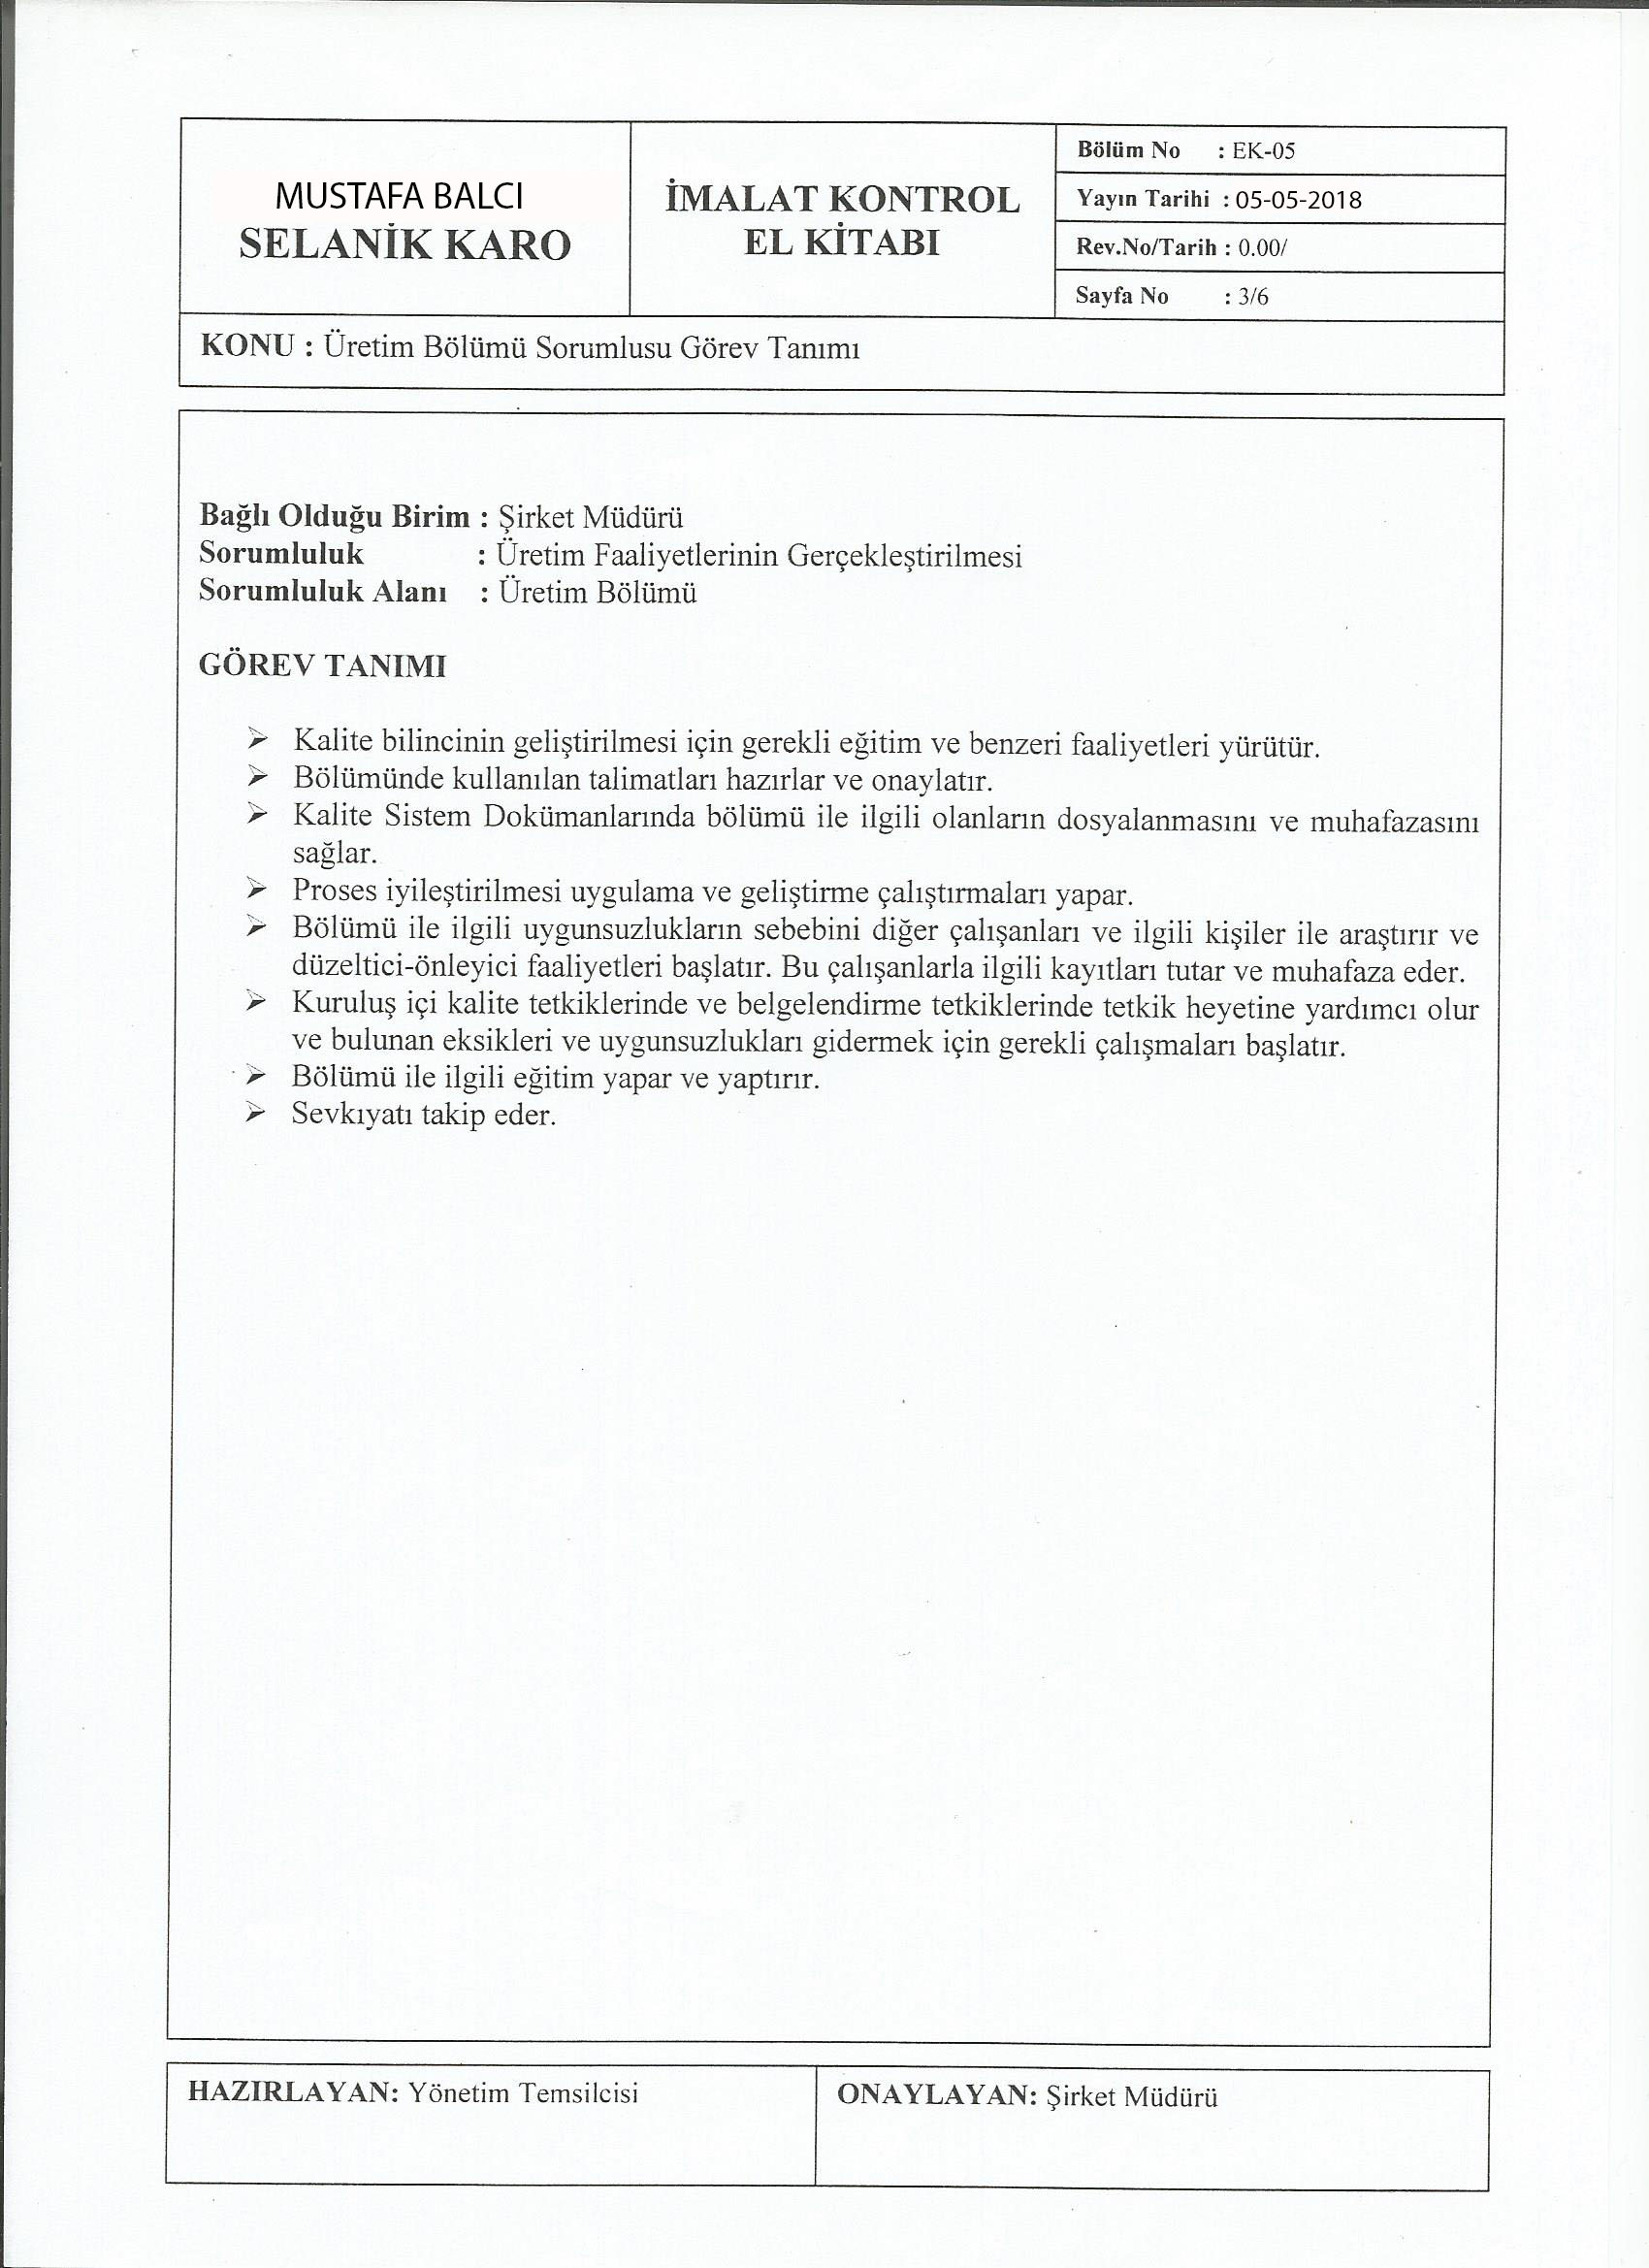 MUSTAFA BALCI
SELANİK KARO
İMALAT KONTROL
EL KİTABI
Bölüm No : EK-05
Yayın Tarihi : 05-05-2018
Rev.No/Tarih : 0.00/
Sayfa No : 3/6
KONU : Üretim Bölümü Sorumlusu Görev Tanımı
Bağlı Olduğu Birim : Şirket Müdürü
Sorumluluk : Üretim Faaliyetlerinin Gerçekleştirilmesi
Sorumluluk Alanı : Üretim Bölümü
GÖREV TANIMI
➢ Kalite bilincinin geliştirilmesi için gerekli eğitim ve benzeri faaliyetleri yürütür.
➢ Bölümünde kullanılan talimatları hazırlar ve onaylatır.
➢ Kalite Sistem Dokümanlarında bölümü ile ilgili olanların dosyalanmasını ve muhafazasını
sağlar.
➢ Proses iyileştirilmesi uygulama ve geliştirme çalıştırmaları yapar.
➢ Bölümü ile ilgili uygunsuzlukların sebebini diğer çalışanları ve ilgili kişiler ile araştırır ve
düzeltici-önleyici faaliyetleri başlatır. Bu çalışanlarla ilgili kayıtları tutar ve muhafaza eder.
➢ Kuruluş içi kalite tetkiklerinde ve belgelendirme tetkiklerinde tetkik heyetine yardımcı olur
ve bulunan eksikleri ve uygunsuzlukları gidermek için gerekli çalışmaları başlatır.
➢ Bölümü ile ilgili eğitim yapar ve yaptırır.
➢ Sevkıyatı takip eder.
HAZIRLAYAN: Yönetim Temsilcisi
ONAYLAYAN: Şirket Müdürü